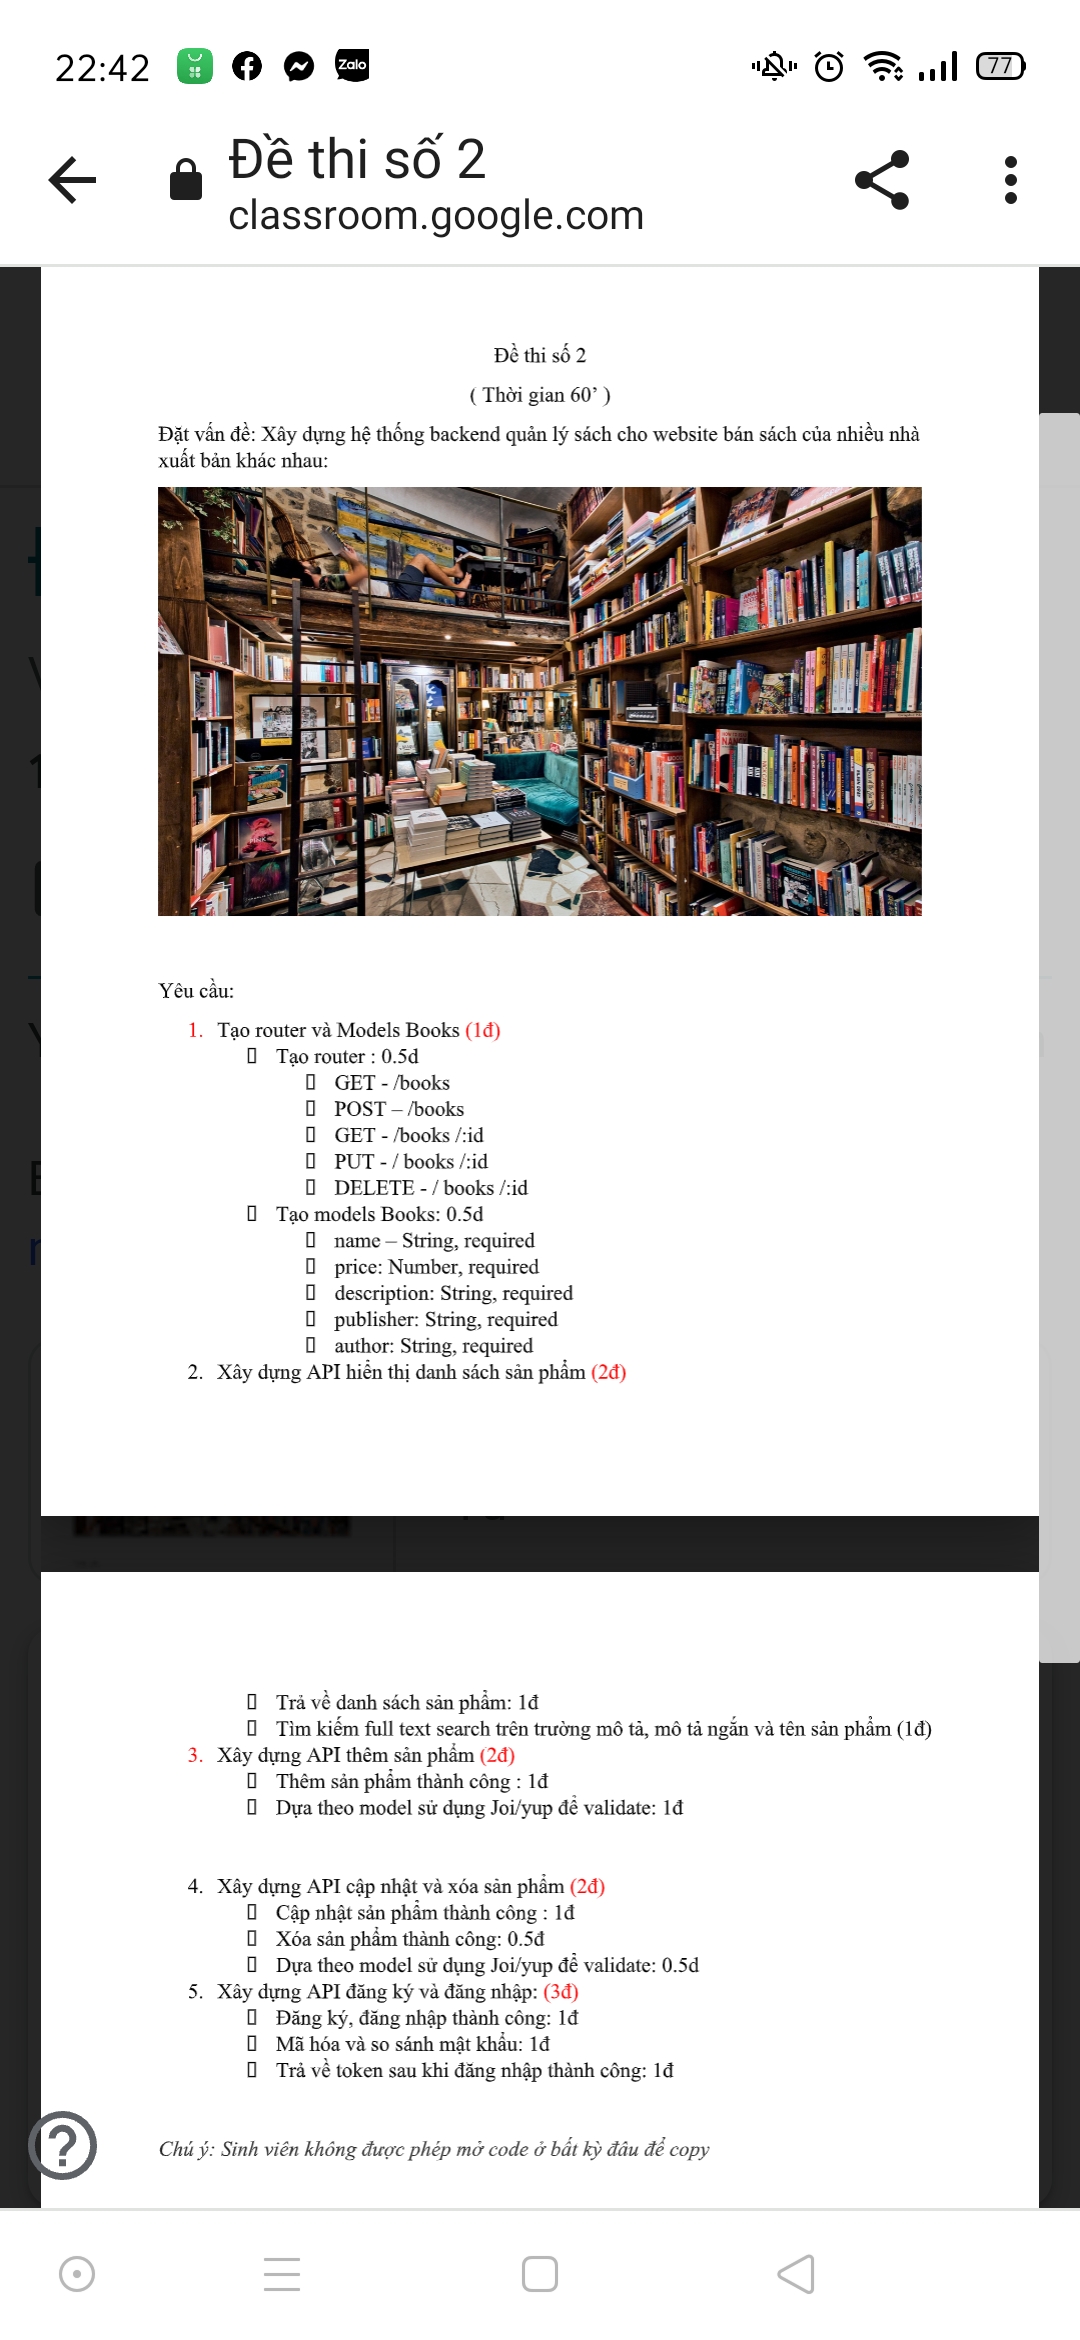 22:42
Zalo
77
Đề thi số 2
classroom.google.com
Đề thi số 2
( Thời gian 60’ )
Đặt vấn đề: Xây dựng hệ thống backend quản lý sách cho website bán sách của nhiều nhà
xuất bản khác nhau:
Yêu cầu:
1. Tạo router và Models Books (1đ)
Tạo router : 0.5d
GET - /books
POST – /books
GET - /books /:id
PUT - / books /:id
DELETE - / books /:id
Tạo models Books: 0.5d
name – String, required
price: Number, required
description: String, required
publisher: String, required
author: String, required
2. Xây dựng API hiển thị danh sách sản phẩm (2đ)
Trả về danh sách sản phẩm: 1đ
Tìm kiếm full text search trên trường mô tả, mô tả ngắn và tên sản phẩm (1đ)
3. Xây dựng API thêm sản phẩm (2đ)
Thêm sản phẩm thành công : 1đ
Dựa theo model sử dụng Joi/yup để validate: 1đ
4. Xây dựng API cập nhật và xóa sản phẩm (2đ)
Cập nhật sản phẩm thành công : 1đ
Xóa sản phẩm thành công: 0.5đ
Dựa theo model sử dụng Joi/yup để validate: 0.5d
5. Xây dựng API đăng ký và đăng nhập: (3đ)
Đăng ký, đăng nhập thành công: 1đ
Mã hóa và so sánh mật khẩu: 1đ
Trả về token sau khi đăng nhập thành công: 1đ
Chú ý: Sinh viên không được phép mở code ở bất kỳ đâu để copy